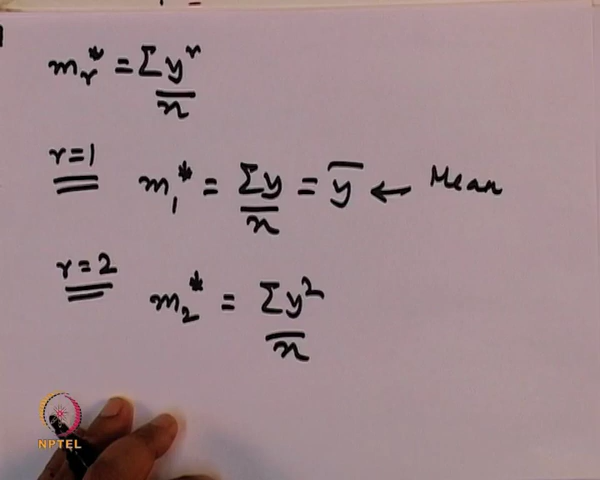 m_r^* = Σy^r / n
r=1
m_1^* = Σy / n = ȳ ← Mean
r=2
m_2^* = Σy^2 / n
NPTEL